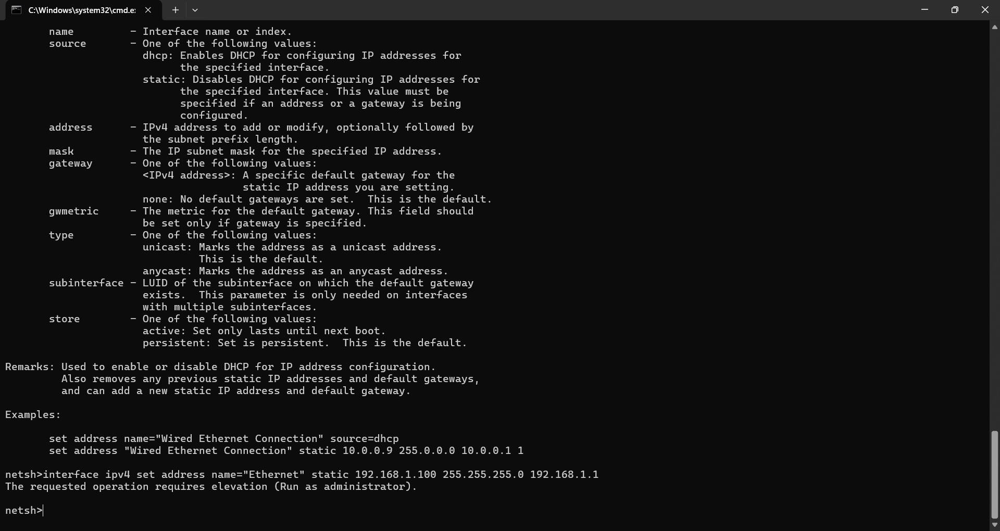 C:\Windows\system32\cmd.e:
name - Interface name or index.
source - One of the following values:
dhcp: Enables DHCP for configuring IP addresses for
the specified interface.
static: Disables DHCP for configuring IP addresses for
the specified interface. This value must be
specified if an address or a gateway is being
configured.
address - IPv4 address to add or modify, optionally followed by
the subnet prefix length.
mask - The IP subnet mask for the specified IP address.
gateway - One of the following values:
<IPv4 address>: A specific default gateway for the
static IP address you are setting.
none: No default gateways are set.  This is the default.
gwmetric - The metric for the default gateway. This field should
be set only if gateway is specified.
type - One of the following values:
unicast: Marks the address as a unicast address.
This is the default.
anycast: Marks the address as an anycast address.
subinterface - LUID of the subinterface on which the default gateway
exists.  This parameter is only needed on interfaces
with multiple subinterfaces.
store - One of the following values:
active: Set only lasts until next boot.
persistent: Set is persistent.  This is the default.
Remarks: Used to enable or disable DHCP for IP address configuration.
Also removes any previous static IP addresses and default gateways,
and can add a new static IP address and default gateway.
Examples:
set address name="Wired Ethernet Connection" source=dhcp
set address "Wired Ethernet Connection" static 10.0.0.9 255.0.0.0 10.0.0.1 1
netsh>interface ipv4 set address name="Ethernet" static 192.168.1.100 255.255.255.0 192.168.1.1
The requested operation requires elevation (Run as administrator).
netsh>